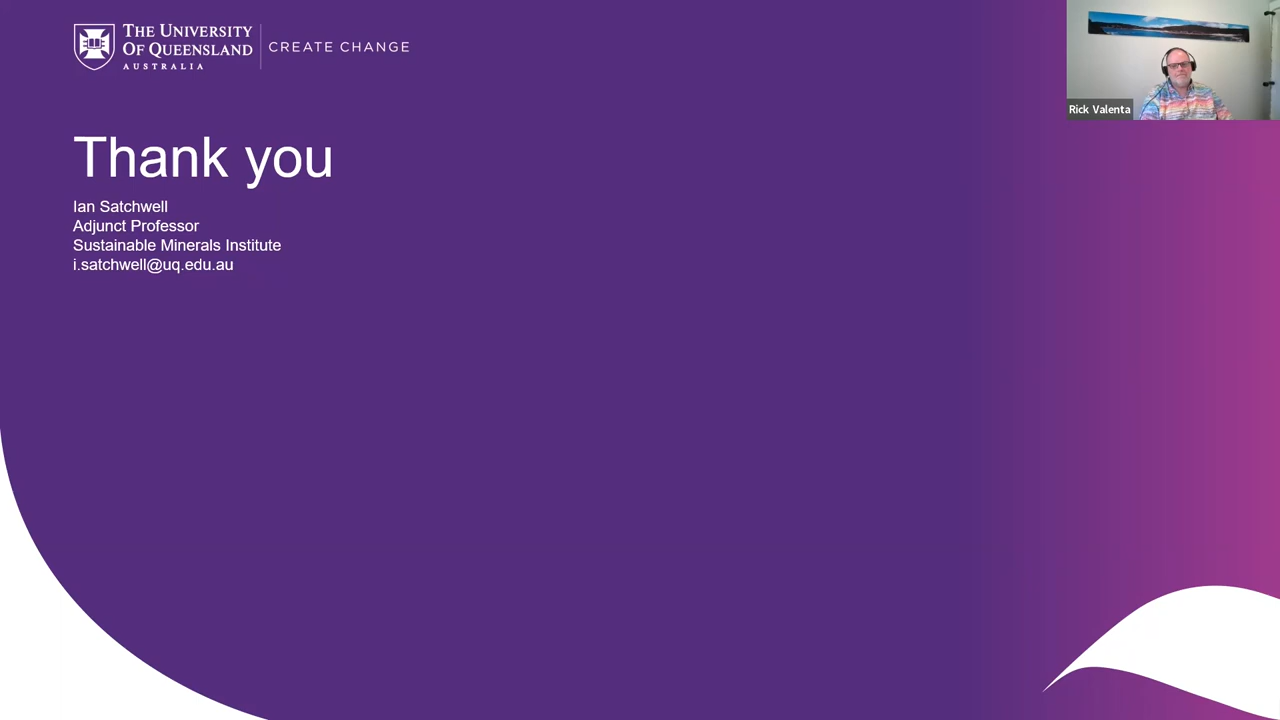 THE UNIVERSITY
OF QUEENSLAND
AUSTRALIA
CREATE CHANGE
Rick Valenta
Thank you
Ian Satchwell
Adjunct Professor
Sustainable Minerals Institute
i.satchwell@uq.edu.au